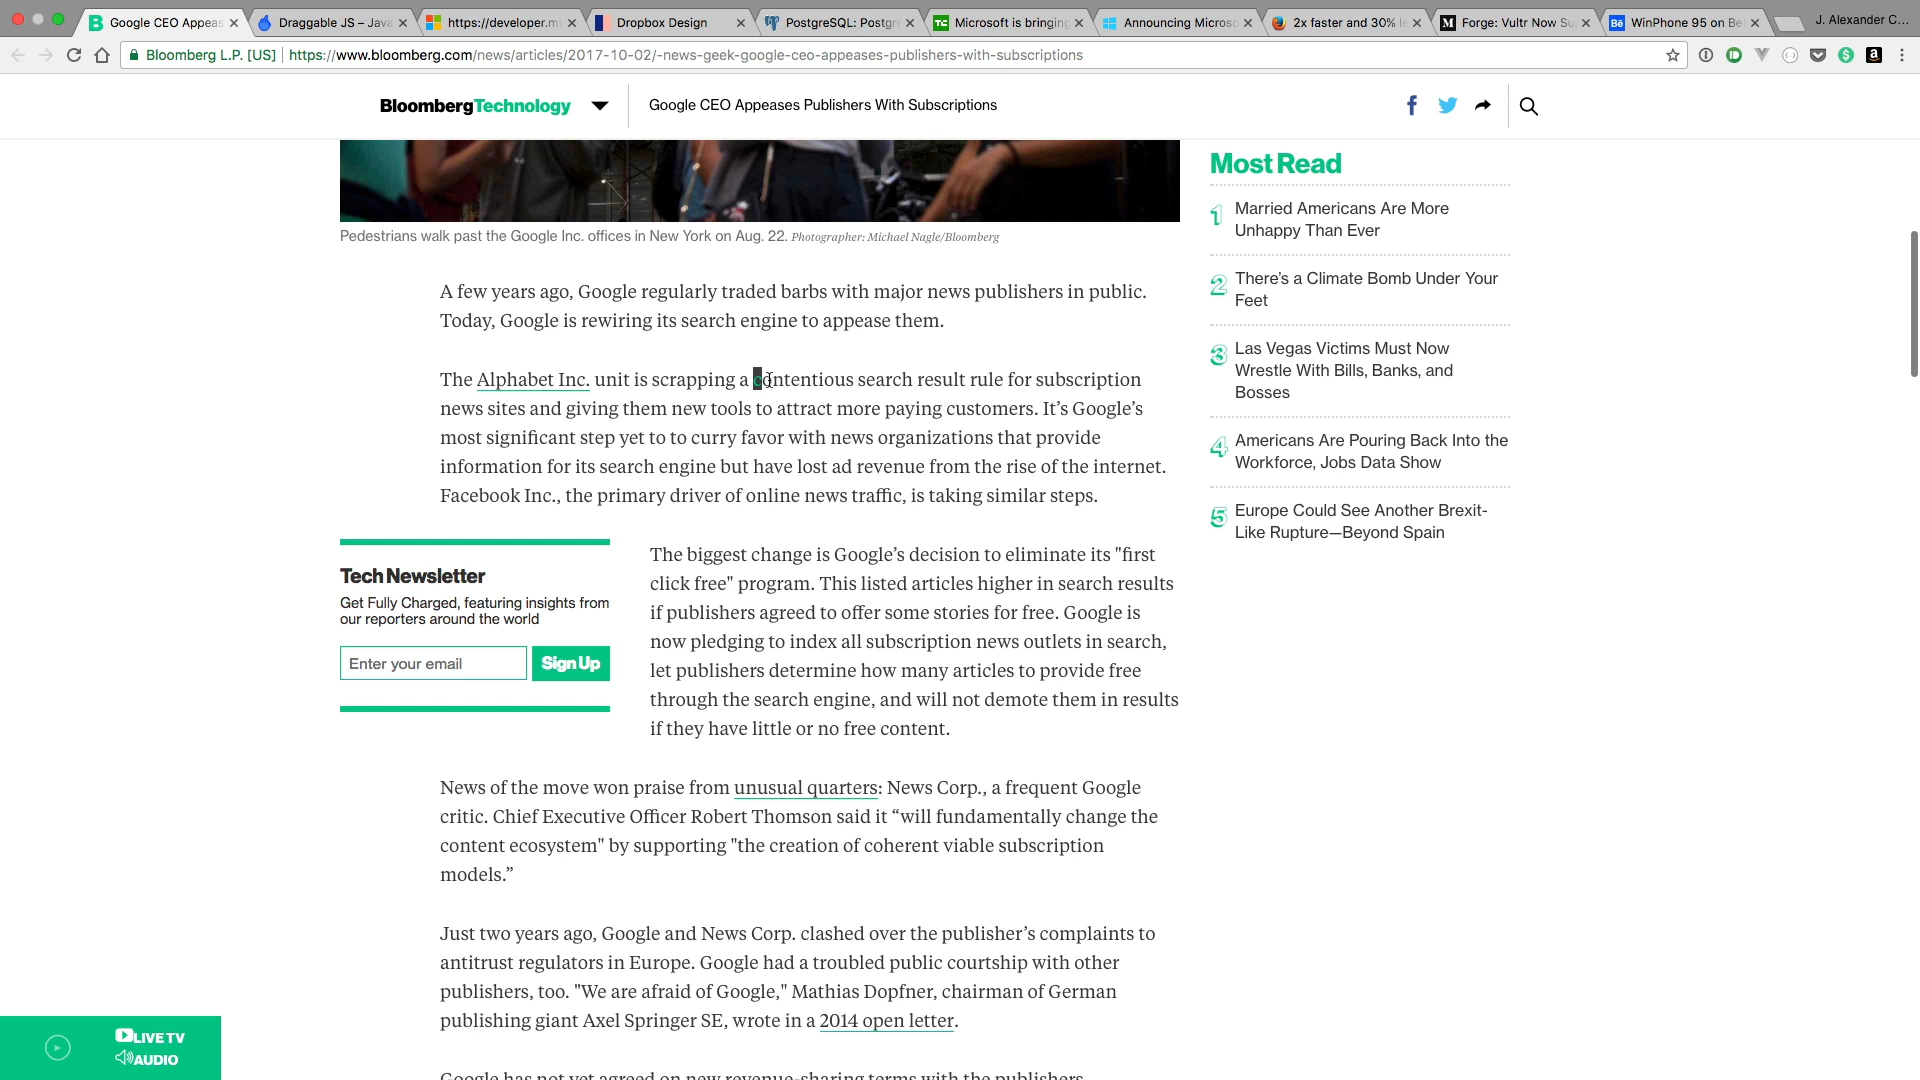 Google CEO Appeas
Draggable JS – Java
https://developer.mi
Dropbox Design
PostgreSQL: Postgr
Microsoft is bringing
Announcing Microso
2x faster and 30% le
Forge: Vultr Now Su
WinPhone 95 on Be
J. Alexander C...
Bloomberg L.P. [US] | https://www.bloomberg.com/news/articles/2017-10-02/-news-geek-google-ceo-appeases-publishers-with-subscriptions
BloombergTechnology
Google CEO Appeases Publishers With Subscriptions
Pedestrians walk past the Google Inc. offices in New York on Aug. 22. Photographer: Michael Nagle/Bloomberg
A few years ago, Google regularly traded barbs with major news publishers in public.
Today, Google is rewiring its search engine to appease them.
The Alphabet Inc. unit is scrapping a contentious search result rule for subscription
news sites and giving them new tools to attract more paying customers. It’s Google’s
most significant step yet to to curry favor with news organizations that provide
information for its search engine but have lost ad revenue from the rise of the internet.
Facebook Inc., the primary driver of online news traffic, is taking similar steps.
Tech Newsletter
Get Fully Charged, featuring insights from
our reporters around the world
Enter your email
Sign Up
The biggest change is Google’s decision to eliminate its "first
click free" program. This listed articles higher in search results
if publishers agreed to offer some stories for free. Google is
now pledging to index all subscription news outlets in search,
let publishers determine how many articles to provide free
through the search engine, and will not demote them in results
if they have little or no free content.
News of the move won praise from unusual quarters: News Corp., a frequent Google
critic. Chief Executive Officer Robert Thomson said it “will fundamentally change the
content ecosystem" by supporting "the creation of coherent viable subscription
models.”
Just two years ago, Google and News Corp. clashed over the publisher’s complaints to
antitrust regulators in Europe. Google had a troubled public courtship with other
publishers, too. "We are afraid of Google," Mathias Dopfner, chairman of German
publishing giant Axel Springer SE, wrote in a 2014 open letter.
Google has not yet agreed on new revenue-sharing terms with the publishers.
Most Read
1
Married Americans Are More
Unhappy Than Ever
2
There’s a Climate Bomb Under Your
Feet
3
Las Vegas Victims Must Now
Wrestle With Bills, Banks, and
Bosses
4
Americans Are Pouring Back Into the
Workforce, Jobs Data Show
5
Europe Could See Another Brexit-
Like Rupture—Beyond Spain
LIVE TV
AUDIO